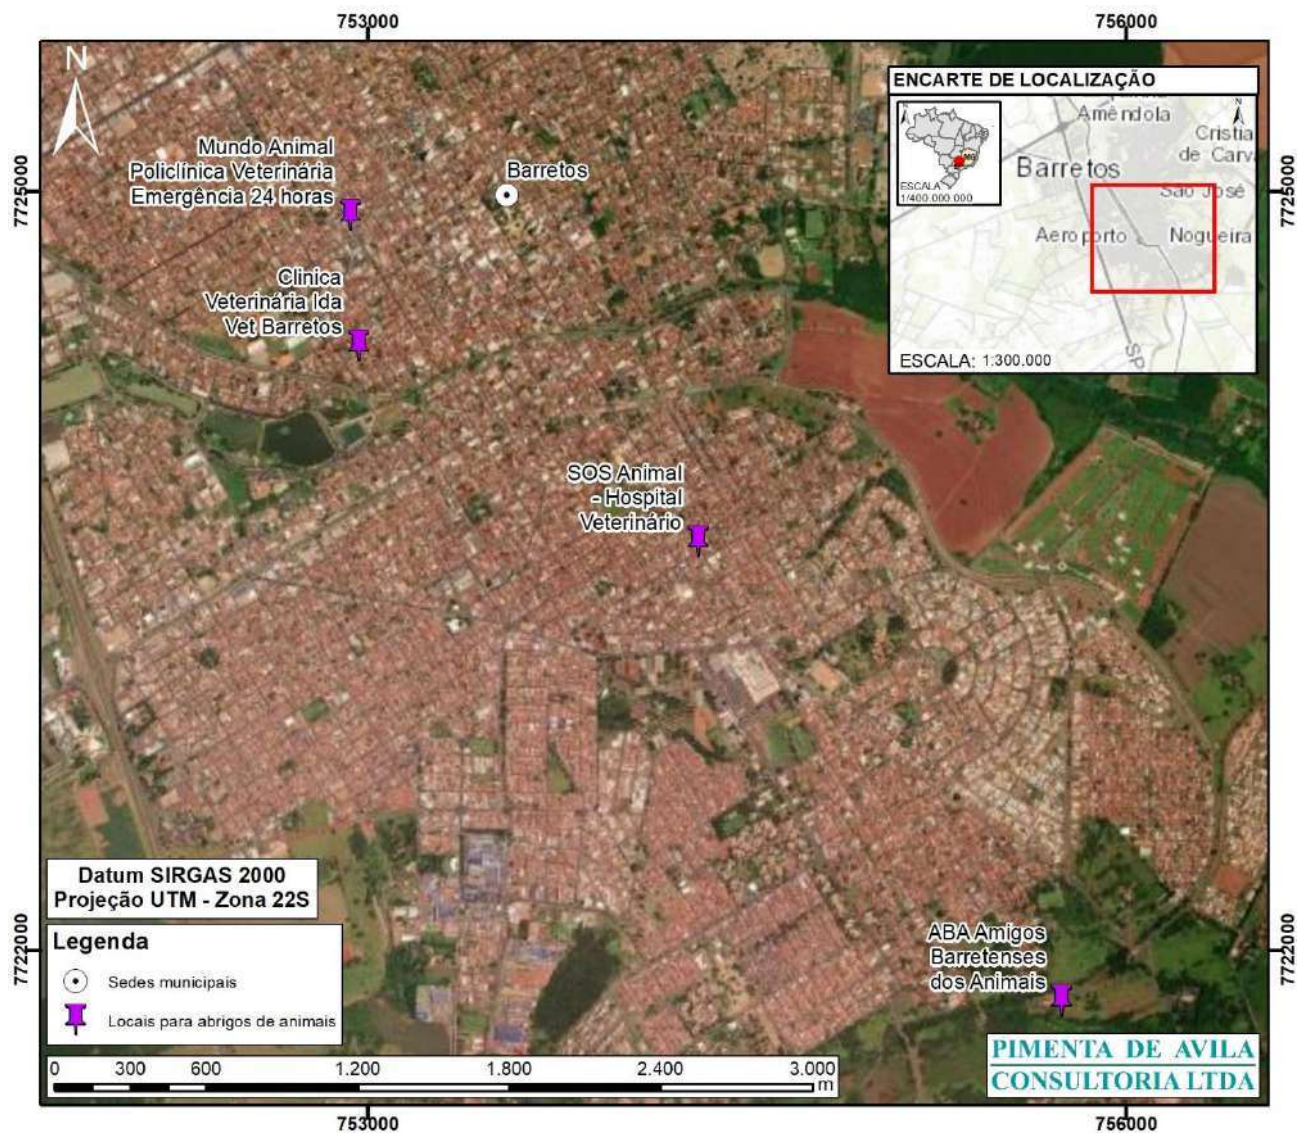 753000
756000
N
ENCARTE DE LOCALIZAÇÃO
N
Amêndola
Cristia
de Carva
Barretos
São José
Aeroporto
Nogueira
SP
MG
ESCALA
1/400.000.000
ESCALA: 1:300.000
7725000
7725000
Mundo Animal
Policlínica Veterinária
Emergência 24 horas
Barretos
Clinica
Veterinária Ida
Vet Barretos
SOS Animal
- Hospital
Veterinário
Datum SIRGAS 2000
Projeção UTM - Zona 22S
Legenda
Sedes municipais
Locais para abrigos de animais
7722000
7722000
ABA Amigos
Barretenses
dos Animais
0 300 600 1.200 1.800 2.400 3.000
m
PIMENTA DE AVILA
CONSULTORIA LTDA
753000
756000